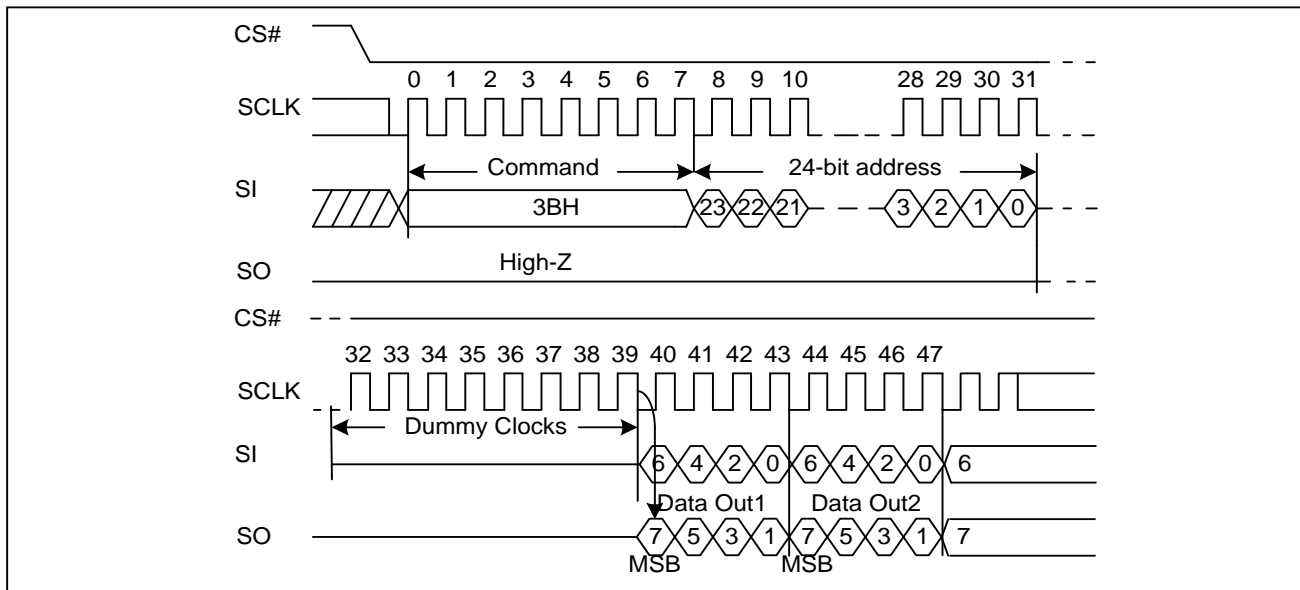 CS#
0 1 2 3 4 5 6 7 8 9 10 28 29 30 31
SCLK
Command 24-bit address
SI
3BH 23 22 21 3 2 1 0
High-Z
SO
CS#
32 33 34 35 36 37 38 39 40 41 42 43 44 45 46 47
SCLK
Dummy Clocks
SI
6 4 2 0 6 4 2 0 6
Data Out1 Data Out2
SO
7 5 3 1 7 5 3 1 7
MSB MSB